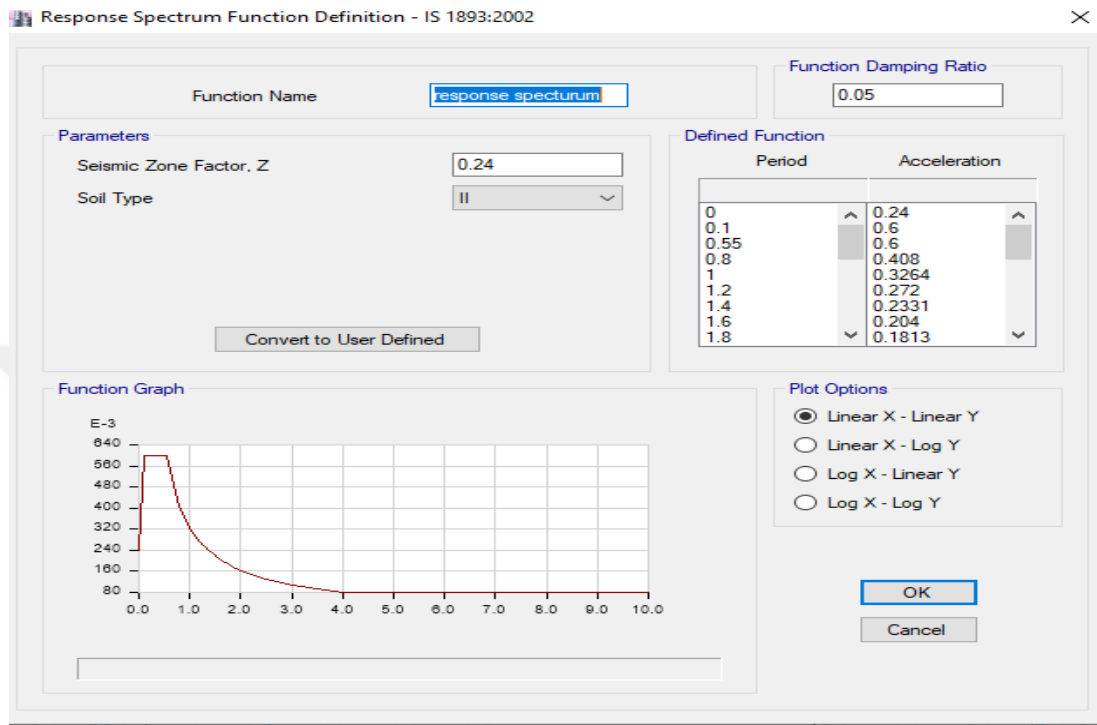 Response Spectrum Function Definition - IS 1893:2002
Function Name
response specturum
Function Damping Ratio
0.05
Parameters
Seismic Zone Factor, Z
0.24
Soil Type
II
Convert to User Defined
Defined Function
Period Acceleration
0 0.24
0.1 0.6
0.55 0.6
0.8 0.408
1 0.3264
1.2 0.272
1.4 0.2331
1.6 0.204
1.8 0.1813
Function Graph
E-3
640
560
480
400
320
240
160
80
0.0 1.0 2.0 3.0 4.0 5.0 6.0 7.0 8.0 9.0 10.0
Plot Options
Linear X - Linear Y
Linear X - Log Y
Log X - Linear Y
Log X - Log Y
OK
Cancel